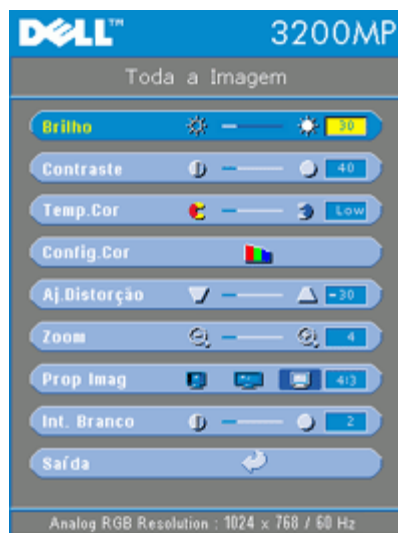 DELL™ 3200MP
Toda a Imagem
Brilho 30
Contraste 40
Temp.Cor Low
Config.Cor
Aj.Distorção -30
Zoom 4
Prop Imag 4:3
Int. Branco 2
Saída
Analog RGB Resolution : 1024 x 768 / 60 Hz